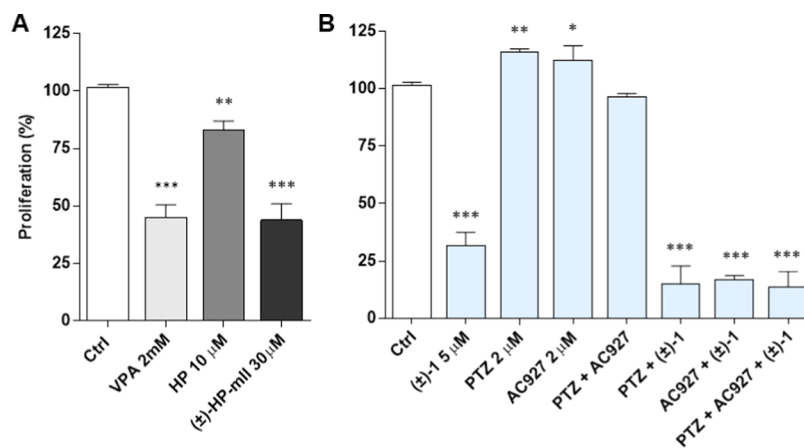 A
Proliferation (%)
125
100
75
50
25
0
***
**
***
Ctrl
VPA 2mM
HP 10 µM
(±)-HP-mII 30µM
B
125
100
75
50
25
0
***
**
*
***
***
***
Ctrl
(±)-1 5 µM
PTZ 2 µM
AC927 2 µM
PTZ + AC927
PTZ + (±)-1
AC927 + (±)-1
PTZ + AC927 + (±)-1